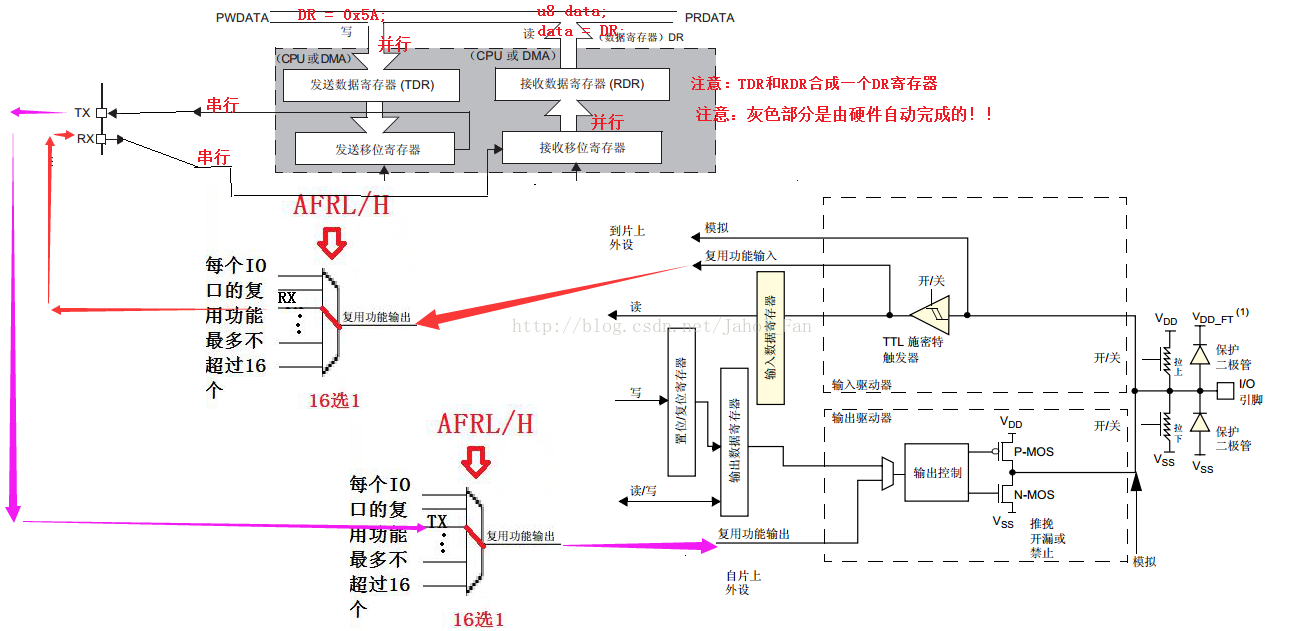 PWDATA
DR = 0x5A;
u8 data;
PRDATA
写
读
data = DR;
(数据寄存器) DR
并行
(CPU 或 DMA)
(CPU 或 DMA)
发送数据寄存器 (TDR)
接收数据寄存器 (RDR)
注意:TDR和RDR合成一个DR寄存器
串行
TX
并行
注意:灰色部分是由硬件自动完成的!!
RX
串行
发送移位寄存器
接收移位寄存器
AFRL/H
每个IO
口的复
用功能
最多不
超过16
个
RX
复用功能输出
16选1
到片上
外设
模拟
复用功能输入
读
开/关
TTL 施密特
触发器
输入驱动器
输入数据寄存器
置位/复位寄存器
输出数据寄存器
写
读/写
http://blog.csdn.net/JahonFan
开/关
VDD
VDD_FT (1)
拉上
保护
二极管
I/O
引脚
开/关
拉下
保护
二极管
VSS
VSS
AFRL/H
每个IO
口的复
用功能
最多不
超过16
个
TX
复用功能输出
16选1
复用功能输出
自片上
外设
输出驱动器
输出控制
VDD
P-MOS
N-MOS
VSS
推挽
开漏或
禁止
模拟